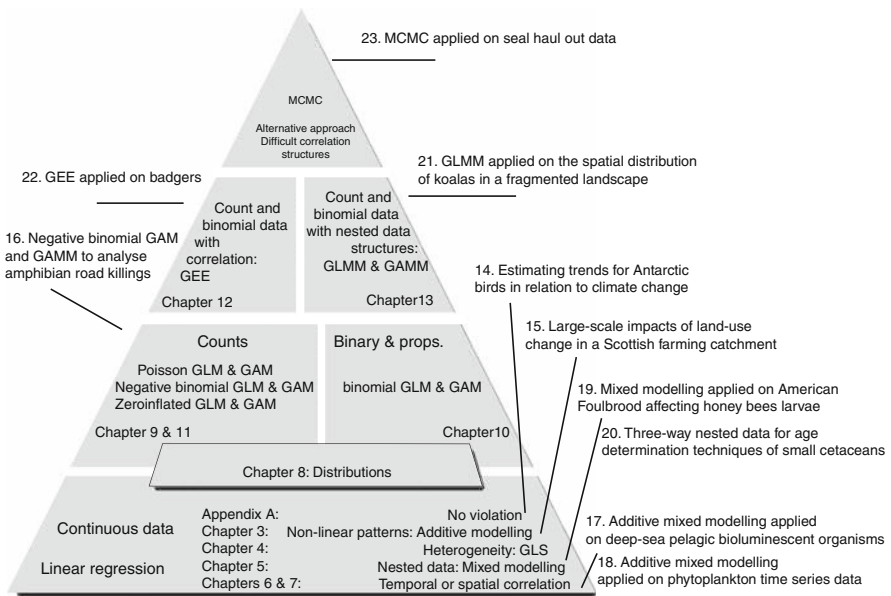 23. MCMC applied on seal haul out data
MCMC
Alternative approach
Difficult correlation
structures
22. GEE applied on badgers
21. GLMM applied on the spatial distribution
of koalas in a fragmented landscape
Count and
binomial data
with
correlation:
GEE
Chapter 12
Count and
binomial data
with nested data
structures:
GLMM & GAMM
Chapter13
16. Negative binomial GAM
and GAMM to analyse
amphibian road killings
14. Estimating trends for Antarctic
birds in relation to climate change
15. Large-scale impacts of land-use
change in a Scottish farming catchment
Counts
Poisson GLM & GAM
Negative binomial GLM & GAM
Zeroinflated GLM & GAM
Chapter 9 & 11
Binary & props.
binomial GLM & GAM
Chapter10
19. Mixed modelling applied on American
Foulbrood affecting honey bees larvae
20. Three-way nested data for age
determination techniques of small cetaceans
Chapter 8: Distributions
Continuous data
Linear regression
Appendix A: No violation
Chapter 3: Non-linear patterns: Additive modelling
Chapter 4: Heterogeneity: GLS
Chapter 5: Nested data: Mixed modelling
Chapters 6 & 7: Temporal or spatial correlation
17. Additive mixed modelling applied
on deep-sea pelagic bioluminescent organisms
18. Additive mixed modelling
applied on phytoplankton time series data